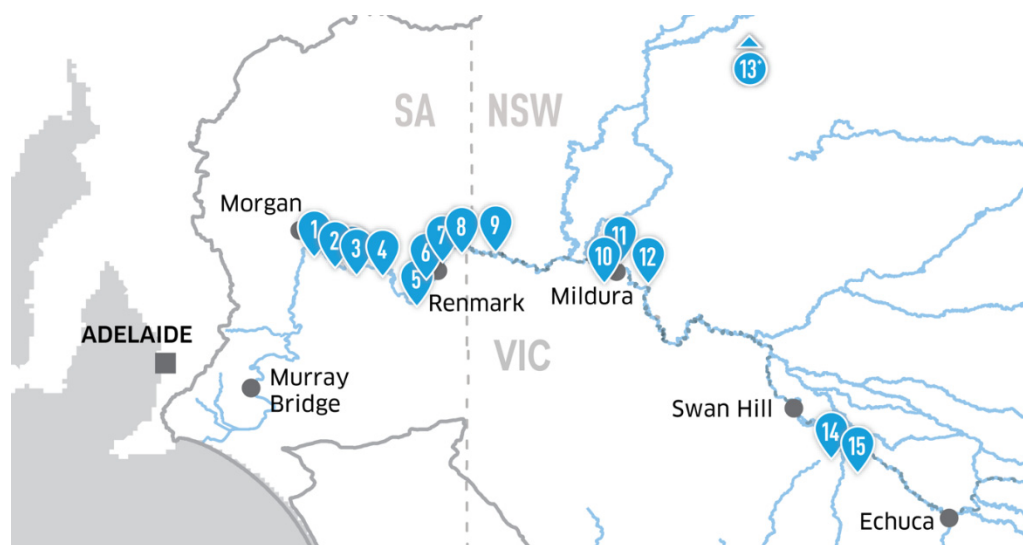 13*
SA
NSW
Morgan
1
2
3
4
5
6
7
8
9
10
11
12
Renmark
Mildura
ADELAIDE
VIC
Murray
Bridge
Swan Hill
14
15
Echuca